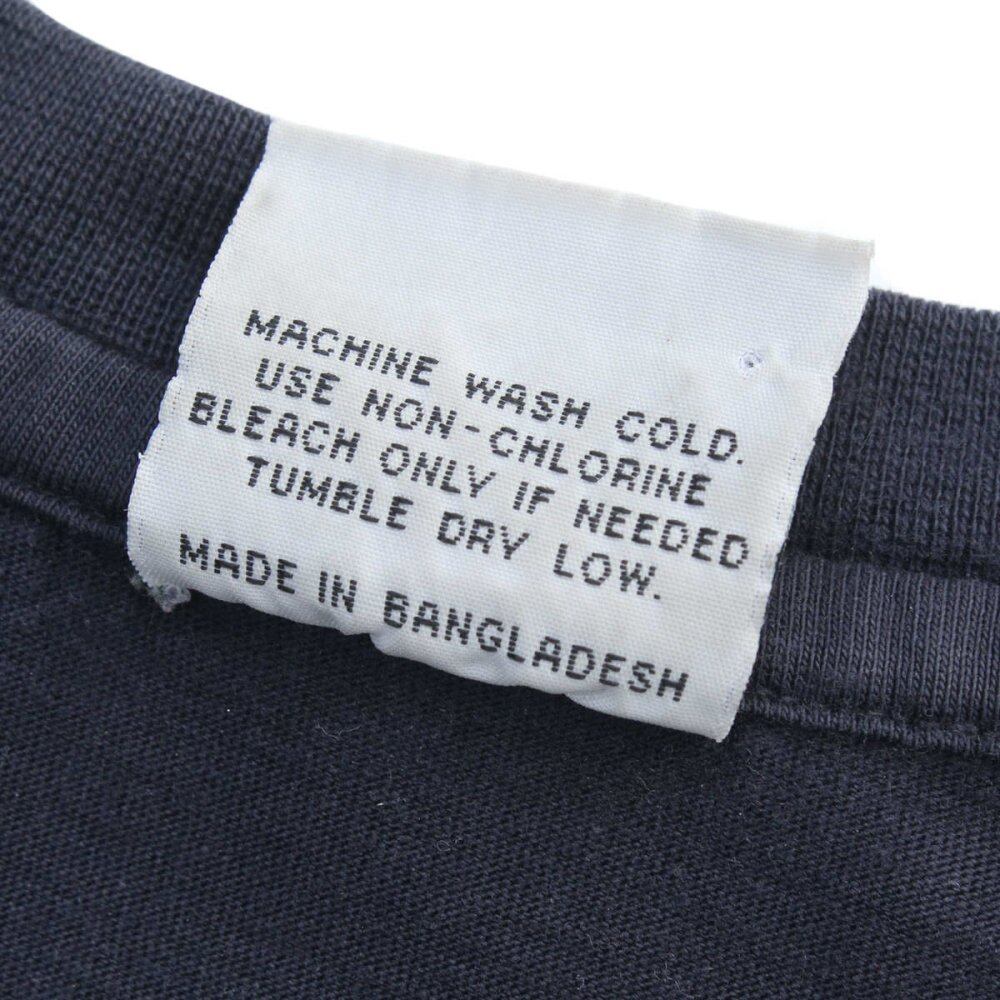 MACHINE WASH COLD.
USE NON-CHLORINE
BLEACH ONLY IF NEEDED
TUMBLE DRY LOW.
MADE IN BANGLADESH